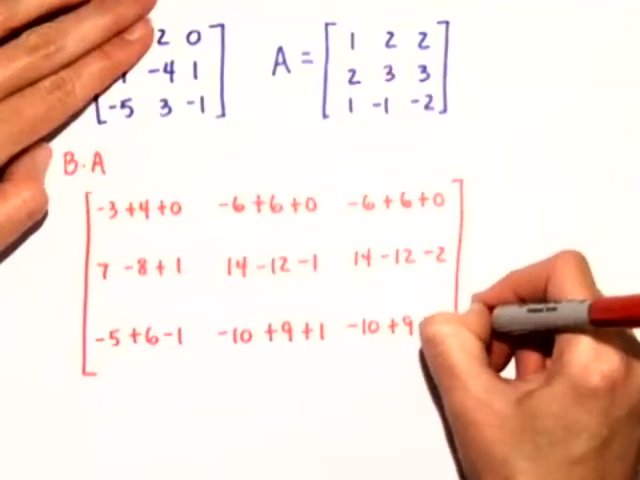 2 0
-4 1
-5 3 -1
A = 1 2 2
2 3 3
1 -1 -2
B·A
-3+4+0 -6+6+0 -6+6+0
7-8+1 14-12-1 14-12-2
-5+6-1 -10+9+1 -10+9